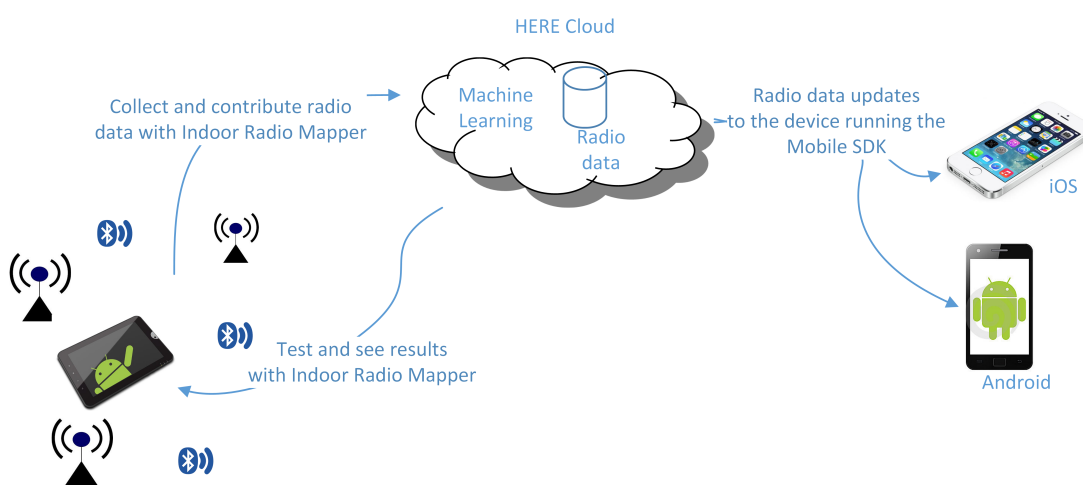 HERE Cloud
Collect and contribute radio
data with Indoor Radio Mapper
Machine
Learning
Radio
data
Radio data updates
to the device running the
Mobile SDK
iOS
Test and see results
with Indoor Radio Mapper
Android